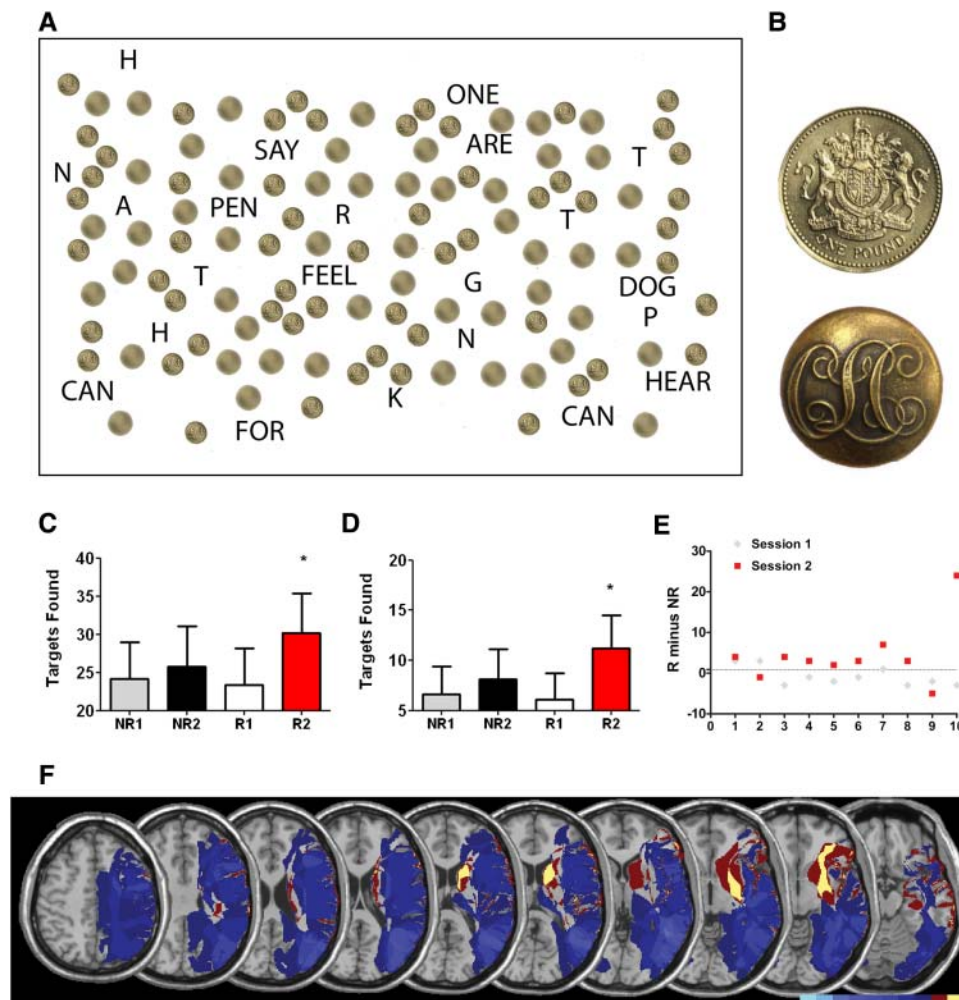 A
B
H
ONE
SAY
ARE
T
N
A
PEN
R
T
T
FEEL
G
DOG
P
H
N
CAN
K
HEAR
FOR
CAN
ONE POUND
C
D
E
Targets Found
40
35
30
25
20
NR1 NR2 R1 R2
*
Targets Found
20
15
10
5
NR1 NR2 R1 R2
*
Session 1
Session 2
R minus NR
30
20
10
0
-10
0 1 2 3 4 5 6 7 8 9 10
F